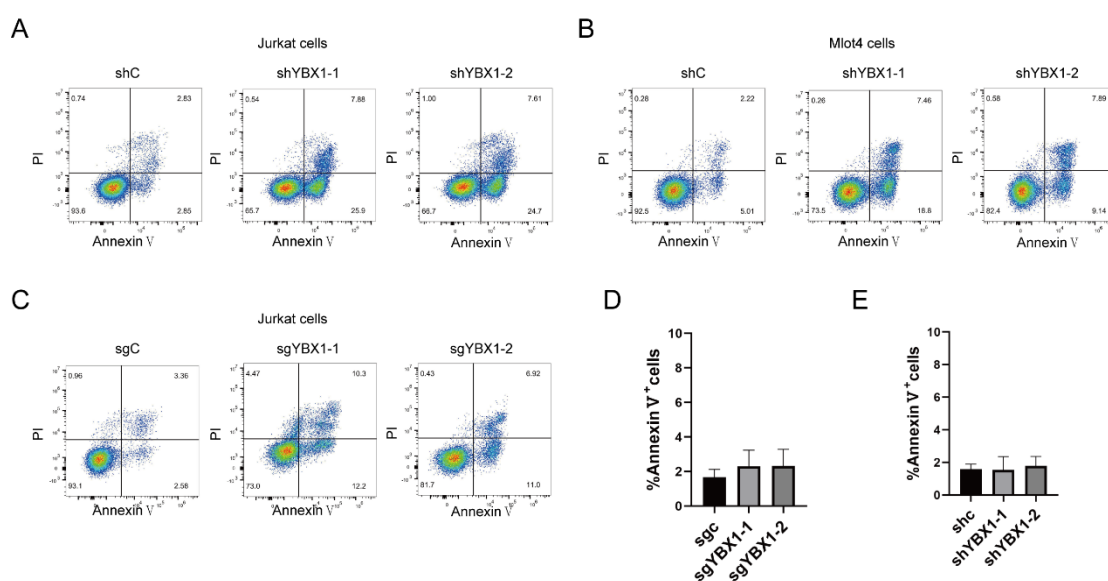 A
Jurkat cells
shC
shYBX1-1
shYBX1-2
0.74
2.83
93.6
2.85
0.54
7.88
65.7
25.9
1.00
7.61
66.7
24.7
PI
Annexin V
Annexin V
Annexin V
B
Mlot4 cells
shC
shYBX1-1
shYBX1-2
0.28
2.22
92.5
5.01
0.26
7.46
73.5
18.8
0.58
7.89
82.4
9.14
PI
PI
PI
Annexin V
Annexin V
Annexin V
C
Jurkat cells
sgC
sgYBX1-1
sgYBX1-2
0.96
3.36
93.1
2.58
4.47
10.3
73.0
12.2
0.43
6.92
81.7
11.0
PI
PI
PI
Annexin V
Annexin V
Annexin V
D
%Annexin V+cells
10
8
6
4
2
0
sgc
sgYBX1-1
sgYBX1-2
E
%Annexin V+cells
10
8
6
4
2
0
shc
shYBX1-1
shYBX1-2